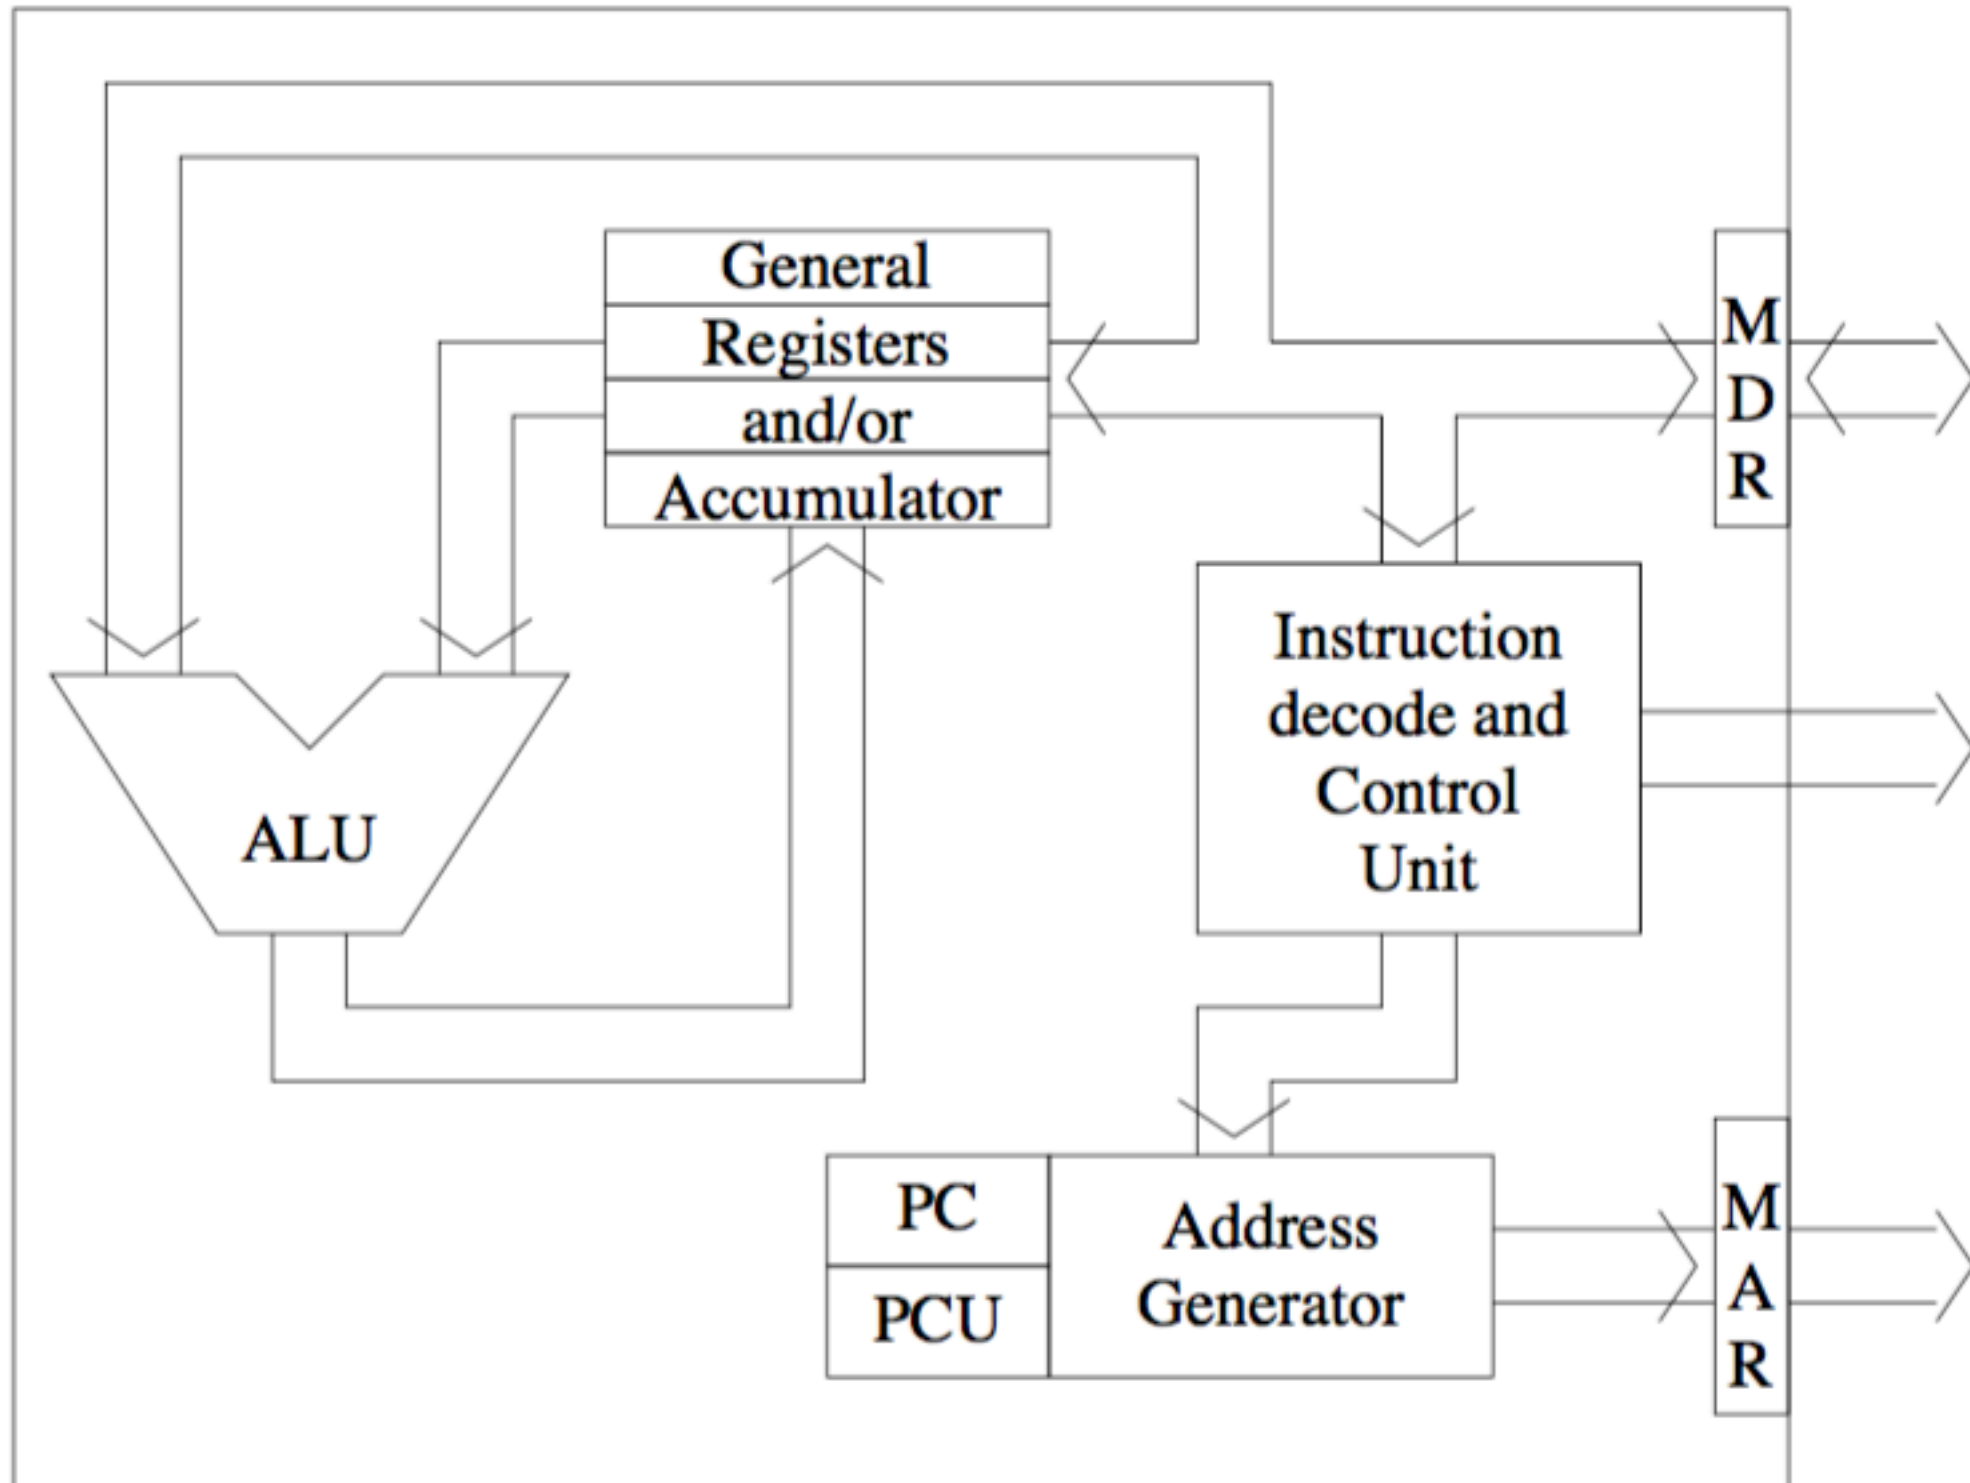 General
Registers
and/or
Accumulator
M
D
R
Instruction
decode and
Control
Unit
ALU
PC
PCU
Address
Generator
M
A
R